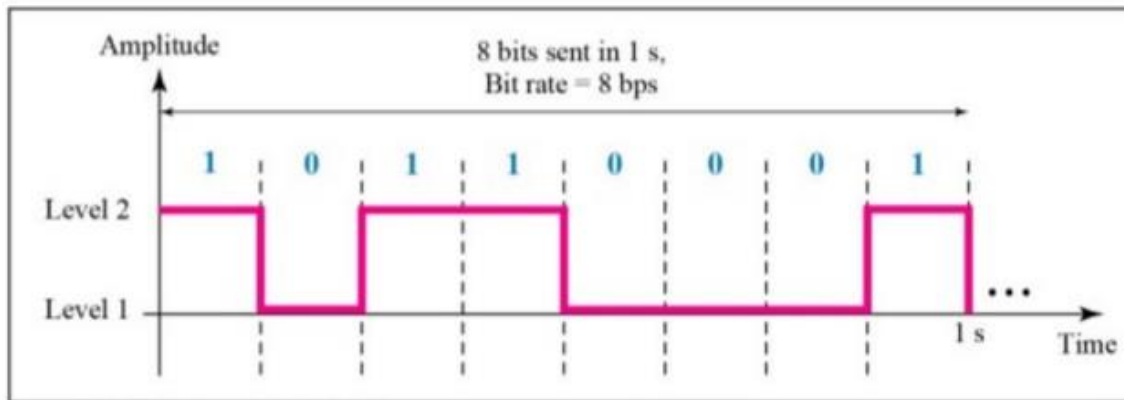 Amplitude
8 bits sent in 1 s,
Bit rate = 8 bps
1 0 1 1 0 0 0 1
Level 2
Level 1
...
1 s
Time